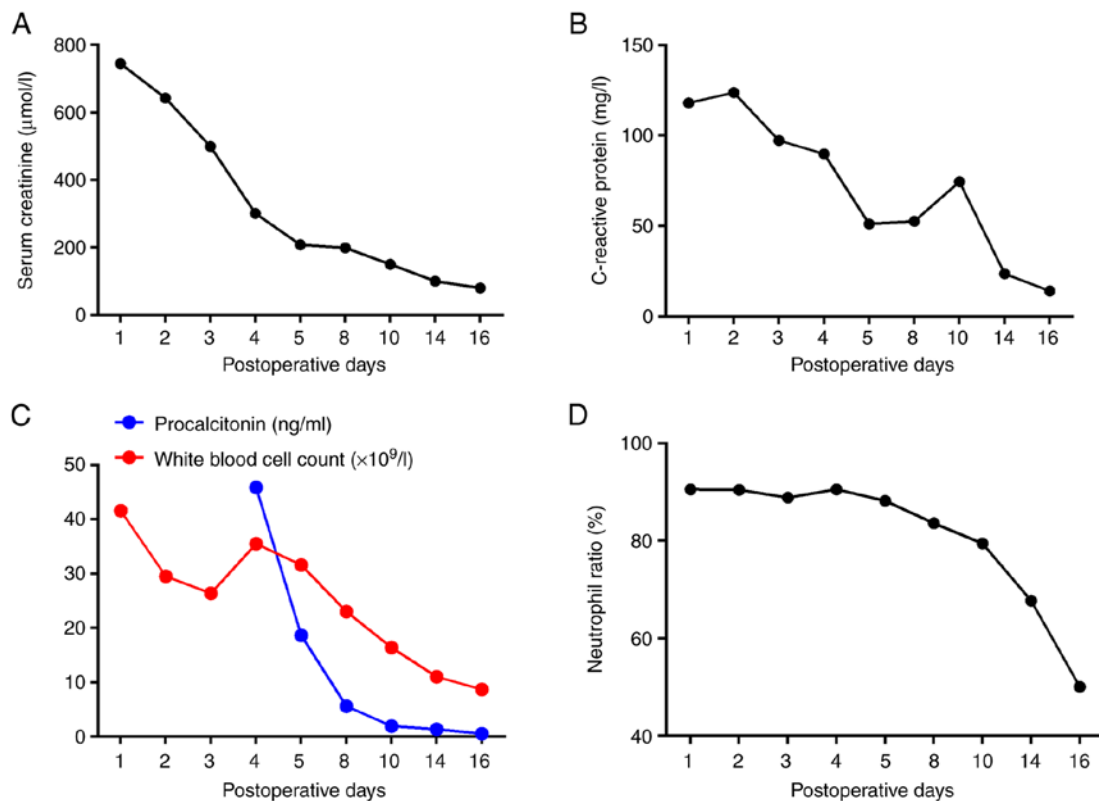 A
Serum creatinine (μmol/l)
800
600
400
200
0
1 2 3 4 5 8 10 14 16
Postoperative days
B
C-reactive protein (mg/l)
150
100
50
0
1 2 3 4 5 8 10 14 16
Postoperative days
C
Procalcitonin (ng/ml)
White blood cell count (×10⁹/l)
50
40
30
20
10
0
1 2 3 4 5 8 10 14 16
Postoperative days
D
Neutrophil ratio (%)
100
80
60
40
1 2 3 4 5 8 10 14 16
Postoperative days